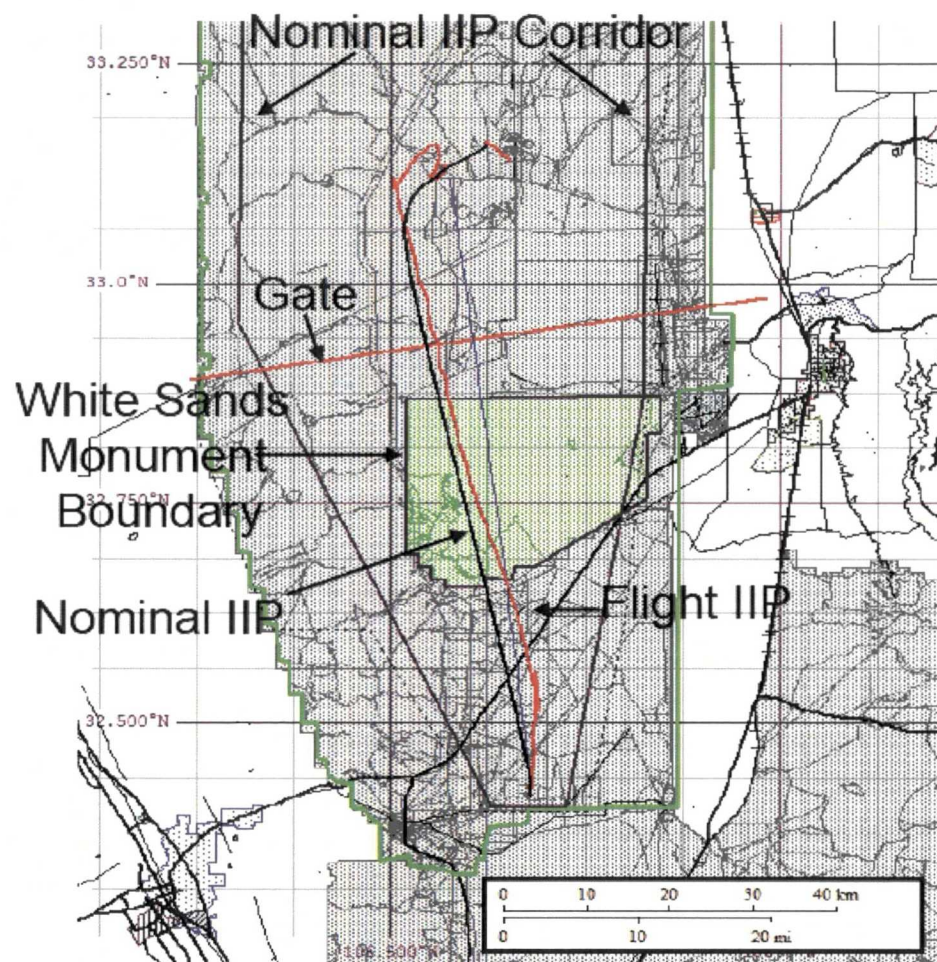 Nominal IIP Corridor
33.250°N
33.0°N
Gate
White Sands
Monument
Boundary
32.750°N
Nominal IIP
Flight IIP
32.500°N
0 10 20 30 40 km
0 10 20 mi